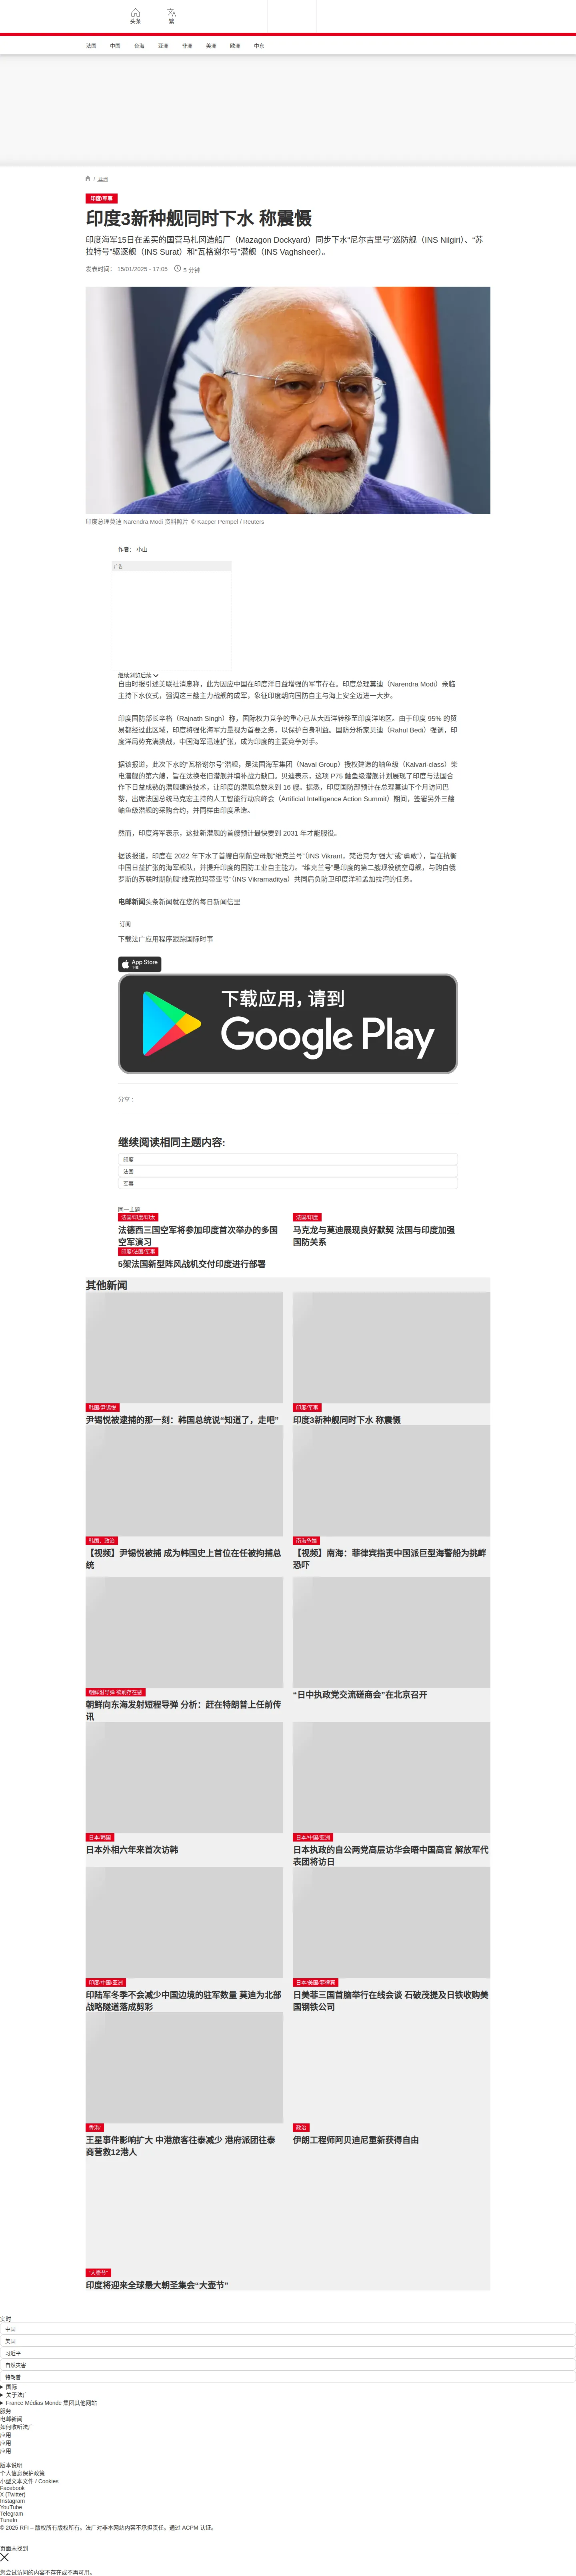 头条
繁
法国
中国
台海
亚洲
非洲
美洲
欧洲
中东
/ 亚洲
印度/军事
印度3新种舰同时下水 称震慑
印度海军15日在孟买的国营马札冈造船厂（Mazagon Dockyard）同步下水“尼尔吉里号”巡防舰（INS Nilgiri）、“苏
拉特号”驱逐舰（INS Surat）和“瓦格谢尔号”潜舰（INS Vaghsheer）。
发表时间： 15/01/2025 - 17:05
5 分钟
印度总理莫迪 Narendra Modi 资料照片 © Kacper Pempel / Reuters
作者： 小山
广告
继续浏览后续
自由时报引述美联社消息称，此为因应中国在印度洋日益增强的军事存在。印度总理莫迪（Narendra Modi）亲临
主持下水仪式，强调这三艘主力战舰的成军，象征印度朝向国防自主与海上安全迈进一大步。
印度国防部长辛格（Rajnath Singh）称，国际权力竞争的重心已从大西洋转移至印度洋地区。由于印度 95% 的贸
易都经过此区域，印度将强化海军力量视为首要之务，以保护自身利益。国防分析家贝迪（Rahul Bedi）强调，印
度洋局势充满挑战，中国海军迅速扩张，成为印度的主要竞争对手。
据该报道，此次下水的“瓦格谢尔号”潜舰，是法国海军集团（Naval Group）授权建造的鲉鱼级（Kalvari-class）柴
电潜舰的第六艘，旨在汰换老旧潜舰并填补战力缺口。贝迪表示，这项 P75 鲉鱼级潜舰计划展现了印度与法国合
作下日益成熟的潜舰建造技术，让印度的潜舰总数来到 16 艘。据悉，印度国防部预计在总理莫迪下个月访问巴
黎，出席法国总统马克宏主持的人工智能行动高峰会（Artificial Intelligence Action Summit）期间，签署另外三艘
鲉鱼级潜舰的采购合约，并同样由印度承造。
然而，印度海军表示，这批新潜舰的首艘预计最快要到 2031 年才能服役。
据该报道，印度在 2022 年下水了首艘自制航空母舰“维克兰号”（INS Vikrant，梵语意为“强大”或“勇敢”），旨在抗衡
中国日益扩张的海军舰队，并提升印度的国防工业自主能力。“维克兰号”是印度的第二艘现役航空母舰，与购自俄
罗斯的苏联时期航舰“维克拉玛蒂亚号”（INS Vikramaditya）共同肩负防卫印度洋和孟加拉湾的任务。
电邮新闻头条新闻就在您的每日新闻信里
订阅
下载法广应用程序跟踪国际时事
App Store
下载
下载应用，请到
Google Play
分享 :
继续阅读相同主题内容:
印度
法国
军事
同一主题
法国/印度/印太
法德西三国空军将参加印度首次举办的多国
空军演习
法国/印度
马克龙与莫迪展现良好默契 法国与印度加强
国防关系
印度/法国/军事
5架法国新型阵风战机交付印度进行部署
其他新闻
韩国/尹锡悦
尹锡悦被逮捕的那一刻：韩国总统说“知道了，走吧”
印度/军事
印度3新种舰同时下水 称震慑
韩国，政治
【视频】尹锡悦被捕 成为韩国史上首位在任被拘捕总
统
南海争端
【视频】南海：菲律宾指责中国派巨型海警船为挑衅
恐吓
朝鲜射导弹 欲刷存在感
朝鲜向东海发射短程导弹 分析：赶在特朗普上任前传
讯
“日中执政党交流磋商会”在北京召开
日本/韩国
日本外相六年来首次访韩
日本/中国/亚洲
日本执政的自公两党高层访华会晤中国高官 解放军代
表团将访日
印度/中国/亚洲
印陆军冬季不会减少中国边境的驻军数量 莫迪为北部
战略隧道落成剪彩
日本/美国/菲律宾
日美菲三国首脑举行在线会谈 石破茂提及日铁收购美
国钢铁公司
香港/
王星事件影响扩大 中港旅客往泰减少 港府派团往泰
商营救12港人
政治
伊朗工程师阿贝迪尼重新获得自由
“大壶节”
印度将迎来全球最大朝圣集会“大壶节”
实时
中国
美国
习近平
自然灾害
特朗普
国际
关于法广
France Médias Monde 集团其他网站
服务
电邮新闻
如何收听法广
应用
应用
应用
版本说明
个人信息保护政策
小型文本文件 / Cookies
Facebook
X (Twitter)
Instagram
YouTube
Telegram
TuneIn
© 2025 RFI – 版权所有版权所有。法广对非本网站内容不承担责任。通过 ACPM 认证。
页面未找到
您尝试访问的内容不存在或不再可用。